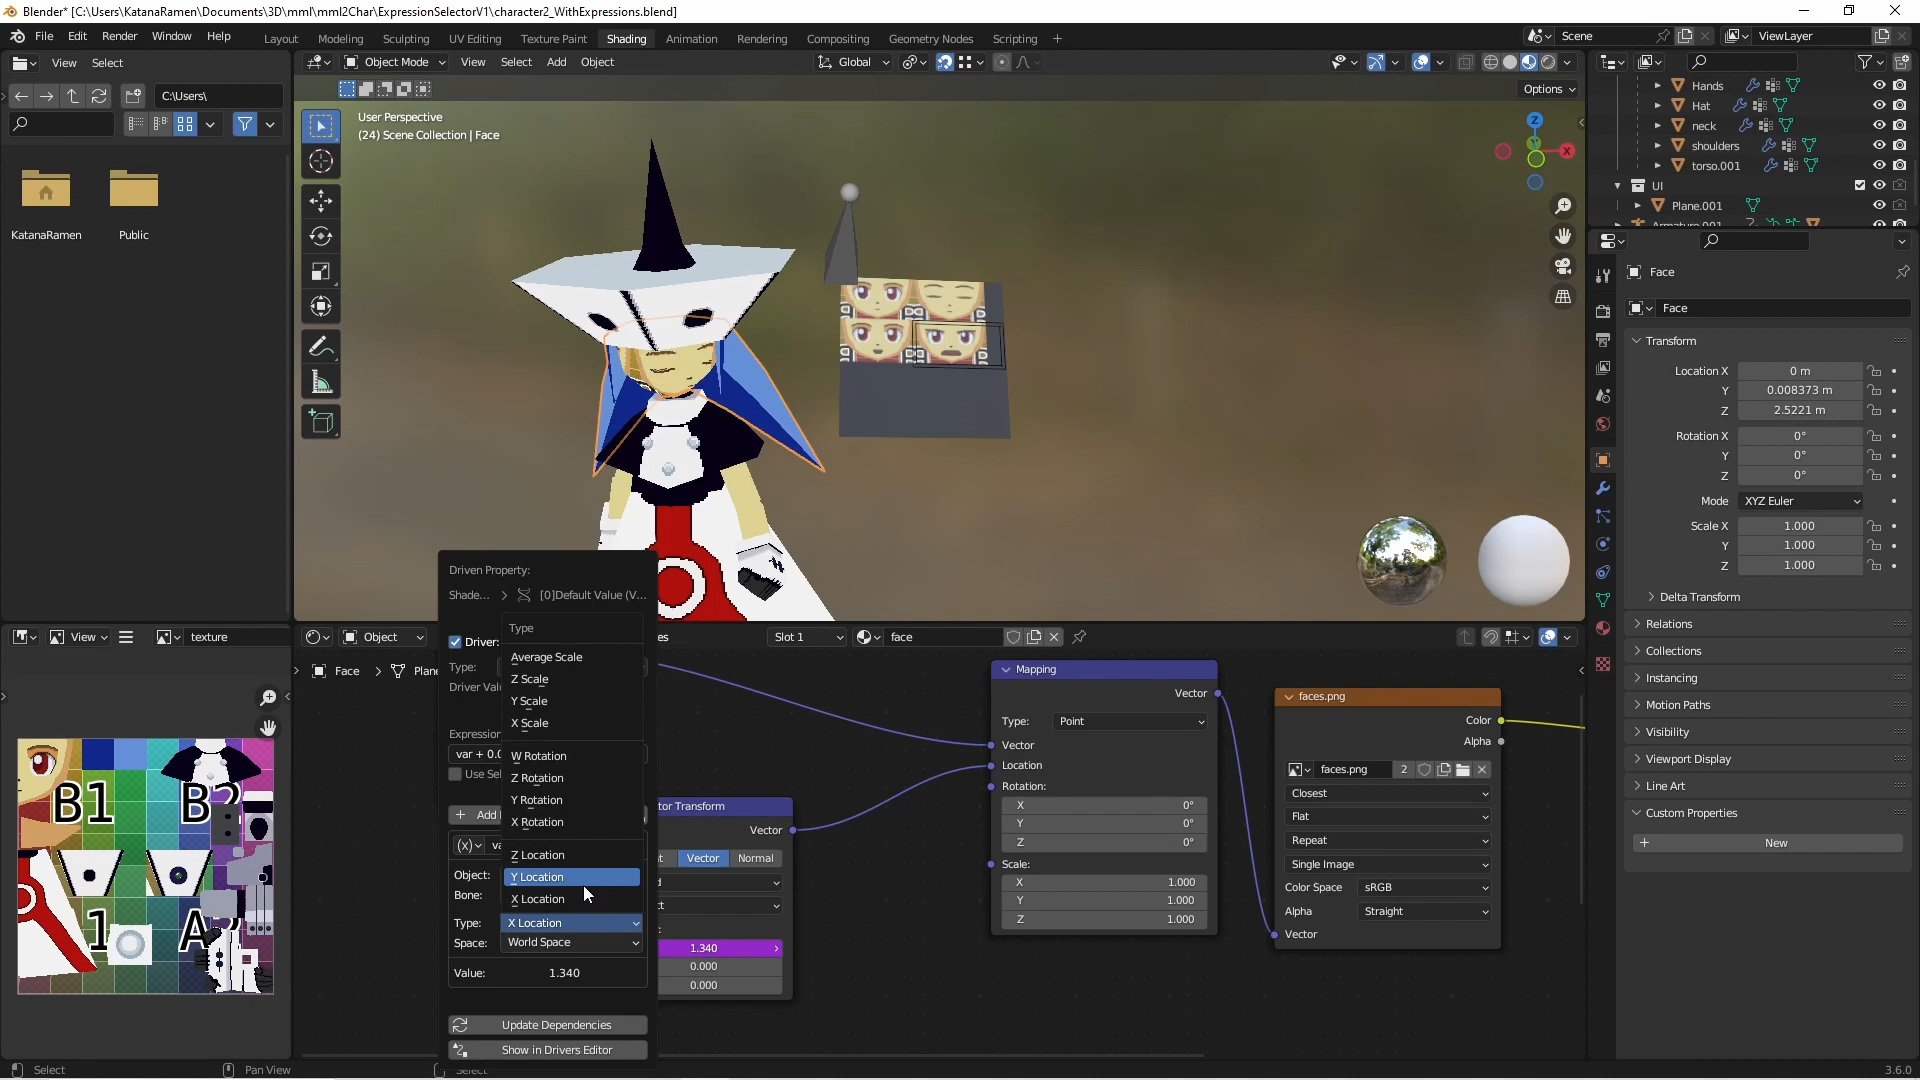 Blender* [C:\Users\KatanaRamen\Documents\3D\mml\mml2Char\ExpressionSelectorV1\character2_WithExpressions.blend]
File Edit Render Window Help Layout Modeling Sculpting UV Editing Texture Paint Shading Animation Rendering Compositing Geometry Nodes Scripting + Scene ViewLayer
View Select
C:\Users\
KatanaRamen Public
Object Mode View Select Add Object Global
Options
User Perspective
(24) Scene Collection | Face
Z
X
Hands
Hat
neck
shoulders
torso.001
UI
Plane.001
Face
Face
Transform
Location X 0 m
Y 0.008373 m
Z 2.5221 m
Rotation X 0°
Y 0°
Z 0°
Mode XYZ Euler
Scale X 1.000
Y 1.000
Z 1.000
Delta Transform
Relations
Collections
Instancing
Motion Paths
Visibility
Viewport Display
Line Art
Custom Properties
+ New
View texture
B1 B2
1 A
Object Slot 1 face
Face
Driven Property:
Shade... > [0]Default Value (V...
Type
Average Scale
Z Scale
Y Scale
X Scale
W Rotation
Z Rotation
Y Rotation
X Rotation
Z Location
Y Location
X Location
Type: X Location
Space: World Space
Value: 1.340
Update Dependencies
Show in Drivers Editor
Type:
Object:
Bone:
Vector
Vector Normal
1.340
0.000
0.000
Mapping
Vector
Type: Point
Vector
Location
Rotation:
X 0°
Y 0°
Z 0°
Scale:
X 1.000
Y 1.000
Z 1.000
faces.png
Color
Alpha
faces.png 2
Closest
Flat
Repeat
Single Image
Color Space sRGB
Alpha Straight
Vector
Select Pan View Select 3.6.0